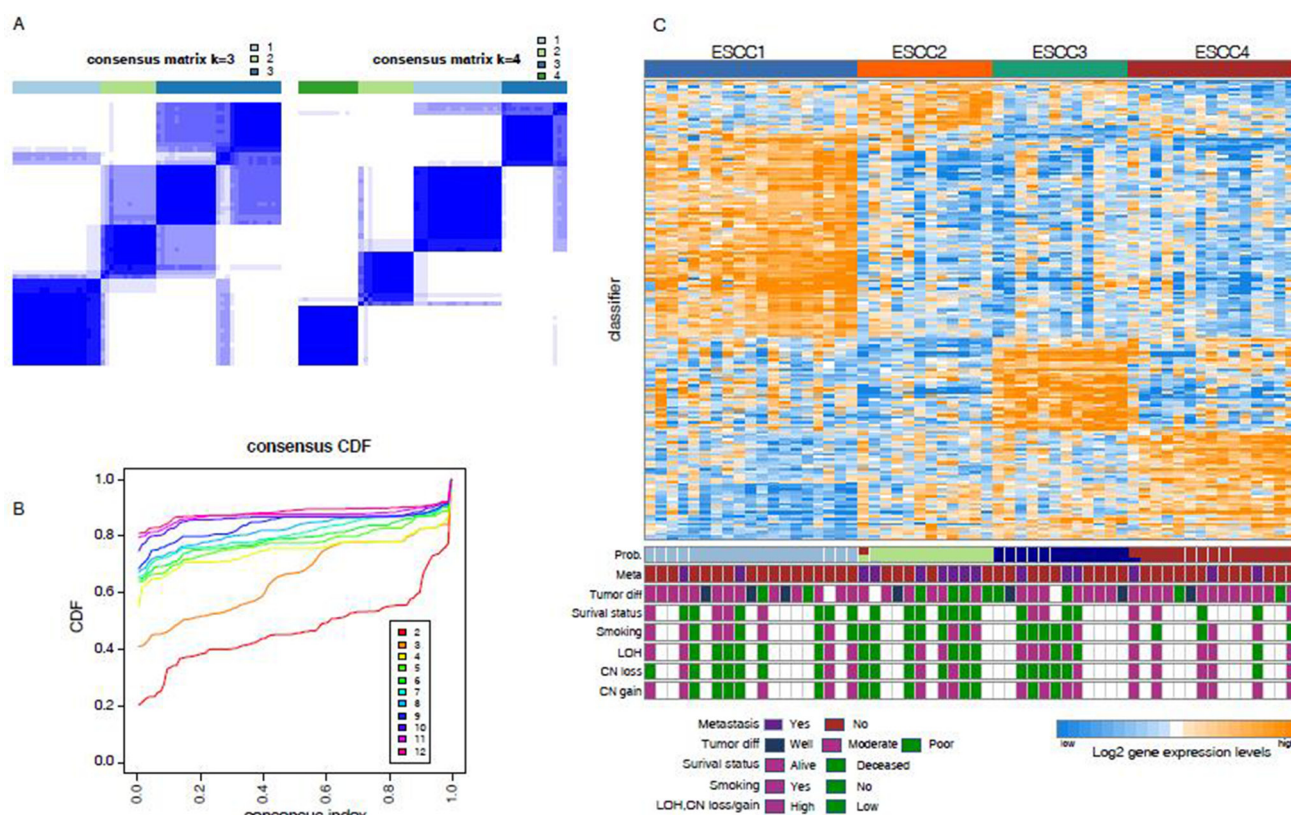 A
consensus matrix k=3
1
2
3
consensus matrix k=4
1
2
3
4
B
consensus CDF
CDF
1.0
0.8
0.6
0.4
0.2
0.0
0.0
0.2
0.4
0.6
0.8
1.0
consensus index
2
3
4
5
6
7
8
9
10
11
12
C
ESCC1 ESCC2 ESCC3 ESCC4
classifier
Prob.
Meta
Tumor diff
Surival status
Smoking
LOH
CN loss
CN gain
Metastasis Yes No
Tumor diff Well Moderate Poor
Surival status Alive Deceased
Smoking Yes No
LOH,CN loss/gain High Low
low hig
Log2 gene expression levels